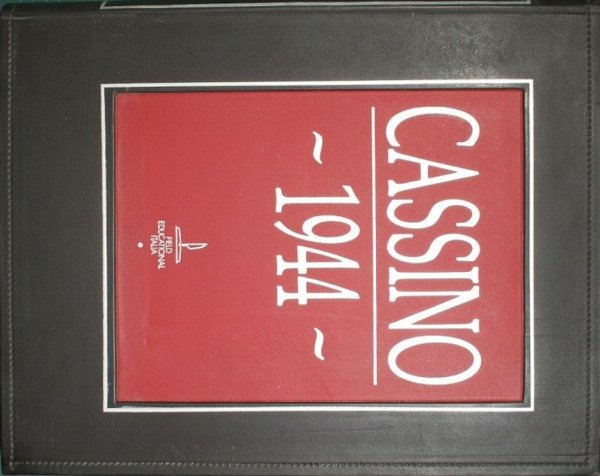 CASSINO
~ 1944 ~
FIELD
EDUCATIONAL
ITALIA